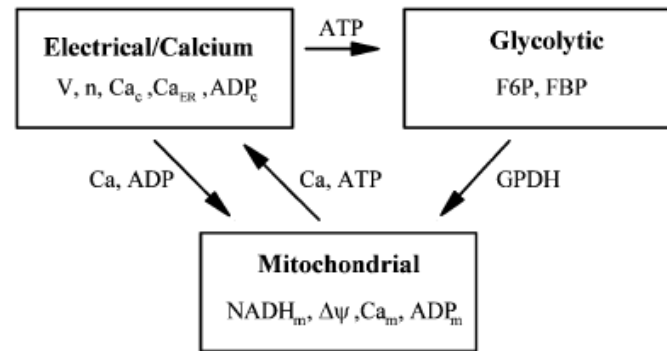 Electrical/Calcium
V, n, Ca_c ,Ca_ER ,ADP_c
ATP
Glycolytic
F6P, FBP
Ca, ADP
Ca, ATP
GPDH
Mitochondrial
NADH_m, Δψ ,Ca_m, ADP_m